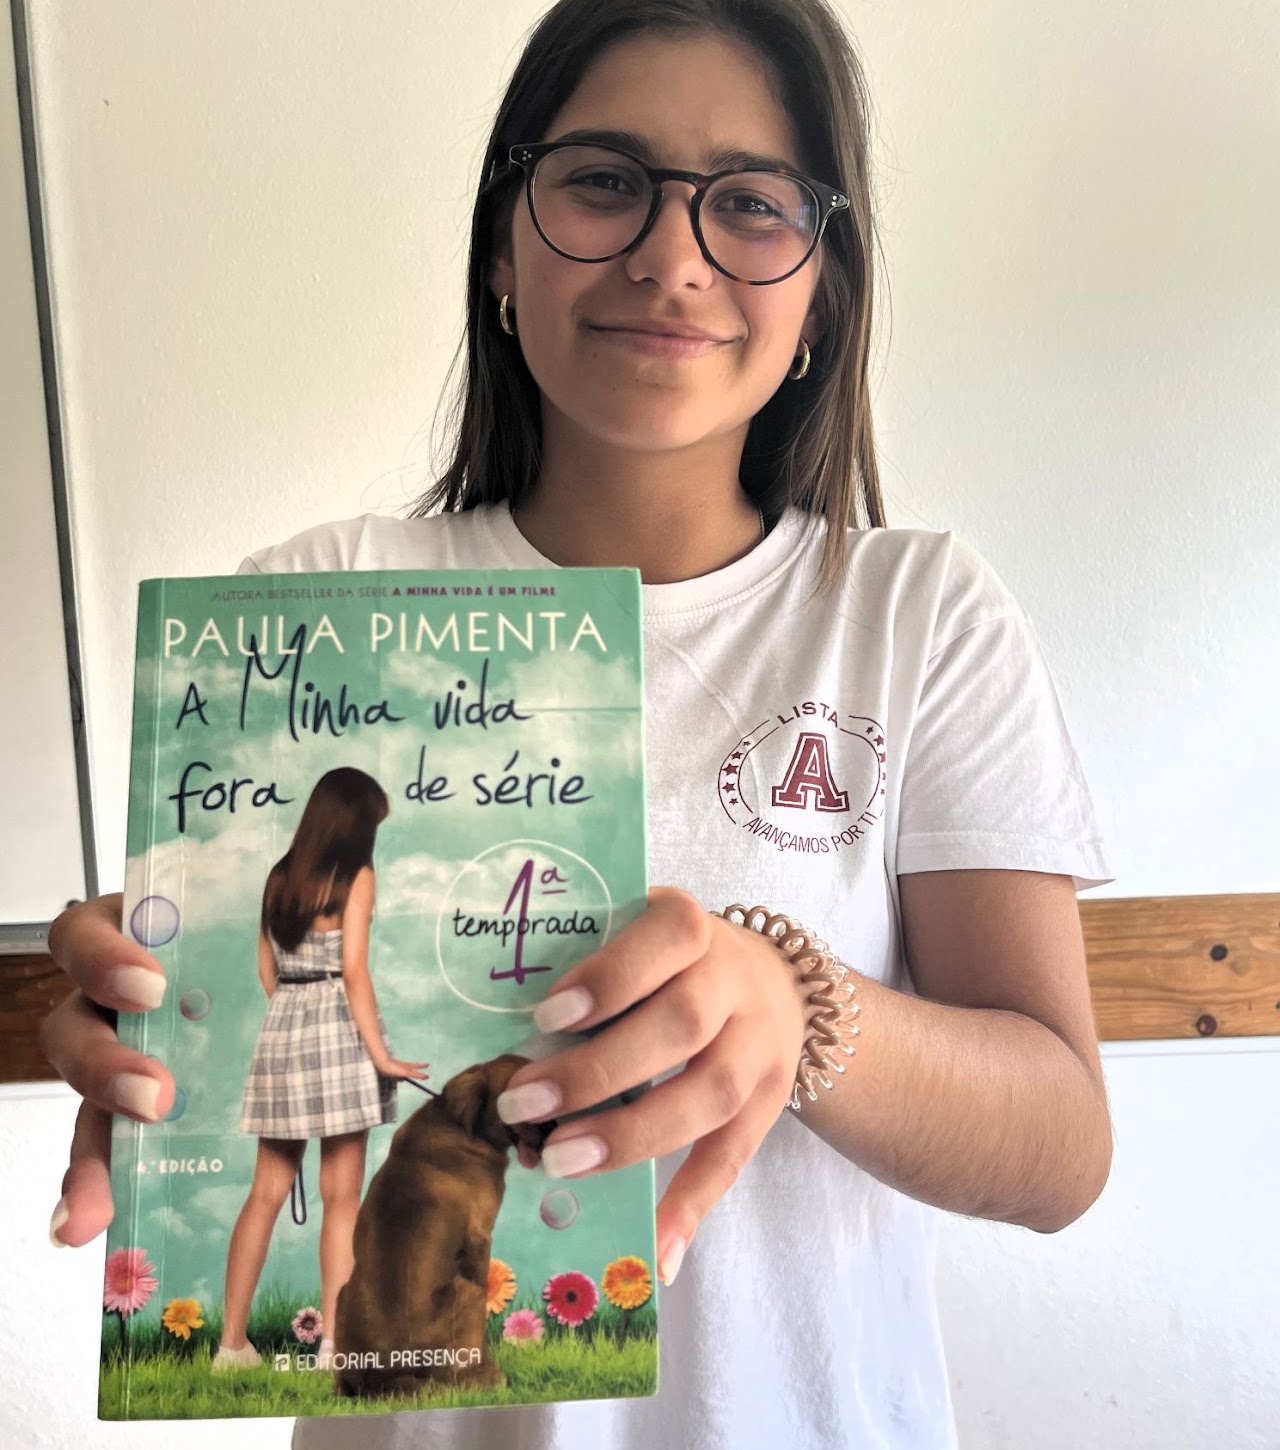 AUTORA BESTSELLER DA SÉRIE A MINHA VIDA É UM FILME
PAULA PIMENTA
A Minha vida
fora de série
1ª
temporada
4.ª EDIÇÃO
EDITORIAL PRESENÇA
LISTA
A
AVANÇAMOS POR TI